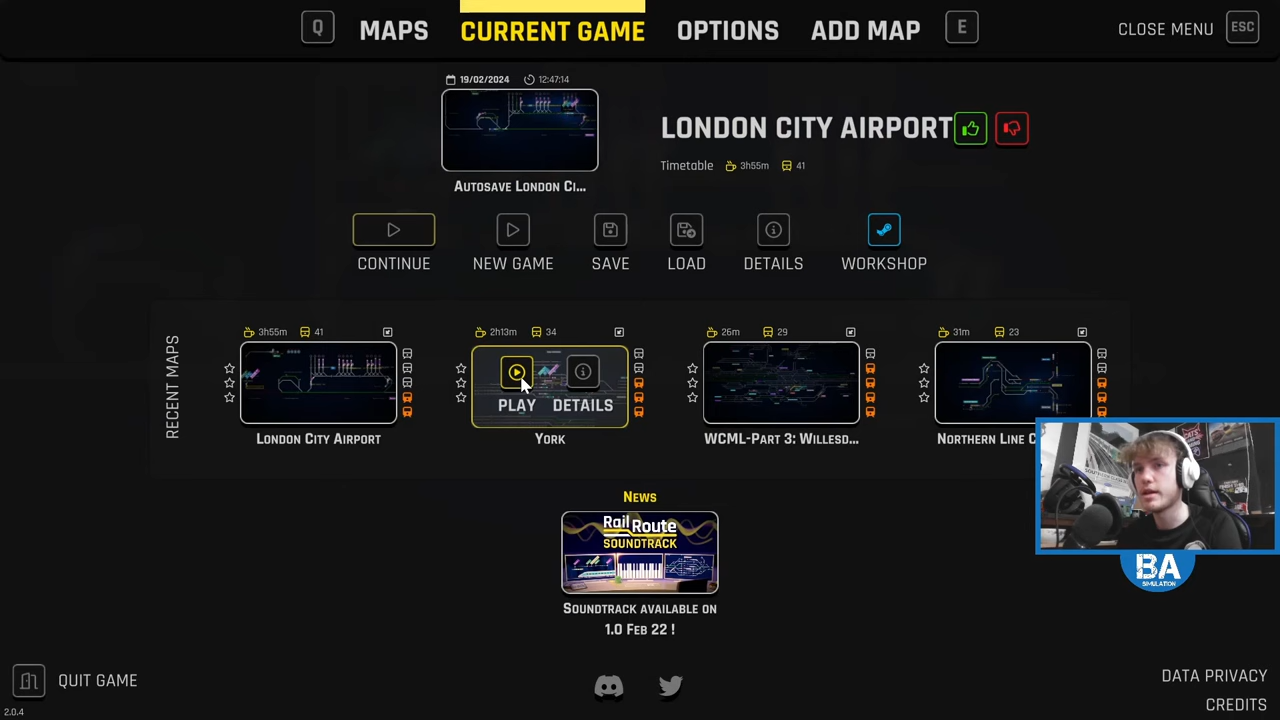 Q
MAPS
CURRENT GAME
OPTIONS
ADD MAP
E
CLOSE MENU
ESC
19/02/2024
12:47:14
AUTOSAVE LONDON CI...
LONDON CITY AIRPORT
Timetable
3h55m
41
CONTINUE
NEW GAME
SAVE
LOAD
DETAILS
WORKSHOP
RECENT MAPS
3h55m
41
LONDON CITY AIRPORT
2h13m
34
PLAY
DETAILS
YORK
26m
29
WCML-PART 3: WILLESD...
31m
23
NORTHERN LINE C
NEWS
Rail Route
SOUNDTRACK
SOUNDTRACK AVAILABLE ON
1.0 FEB 22 !
BA
SIMULATION
QUIT GAME
2.0.4
DATA PRIVACY
CREDITS